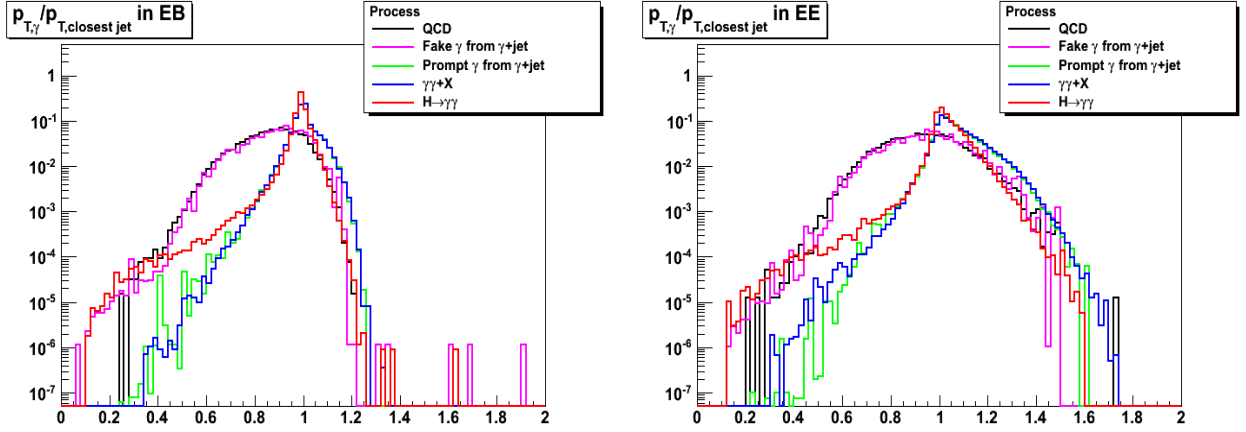 p_T,γ/p_T,closest jet in EB
Process
QCD
Fake γ from γ+jet
Prompt γ from γ+jet
γγ+X
H→γγ
1
10^-1
10^-2
10^-3
10^-4
10^-5
10^-6
10^-7
0 0.2 0.4 0.6 0.8 1 1.2 1.4 1.6 1.8 2
p_T,γ/p_T,closest jet in EE
Process
QCD
Fake γ from γ+jet
Prompt γ from γ+jet
γγ+X
H→γγ
1
10^-1
10^-2
10^-3
10^-4
10^-5
10^-6
10^-7
0 0.2 0.4 0.6 0.8 1 1.2 1.4 1.6 1.8 2